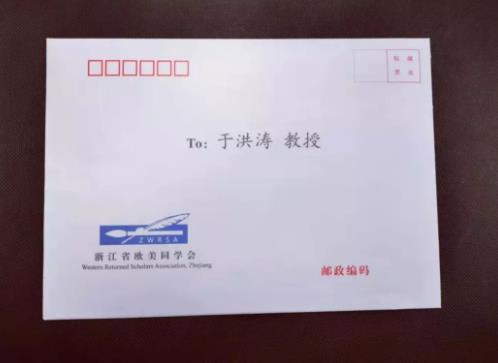 贴 邮
票 处
To: 于洪涛 教授
ZWRSA
浙江省欧美同学会
Western Returned Scholars Association, Zhejiang
邮政编码